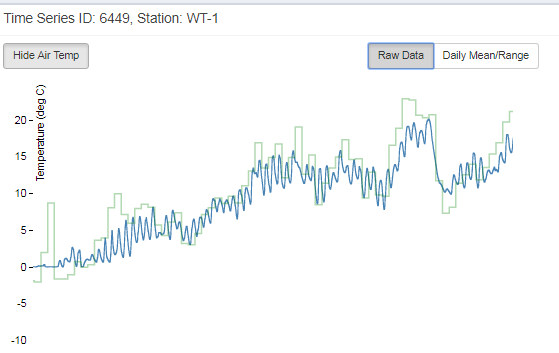 Time Series ID: 6449, Station: WT-1
Hide Air Temp
Raw Data
Daily Mean/Range
Temperature (deg C)
20
15
10
5
0
-5
-10